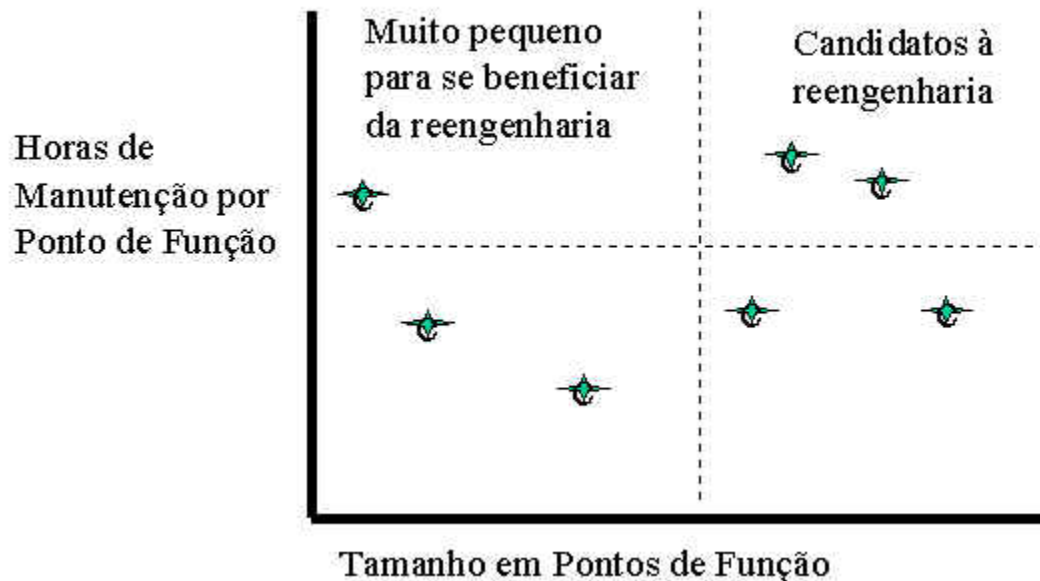 Muito pequeno
para se beneficiar
da reengenharia
Candidatos à
reengenharia
Horas de
Manutenção por
Ponto de Função
Tamanho em Pontos de Função